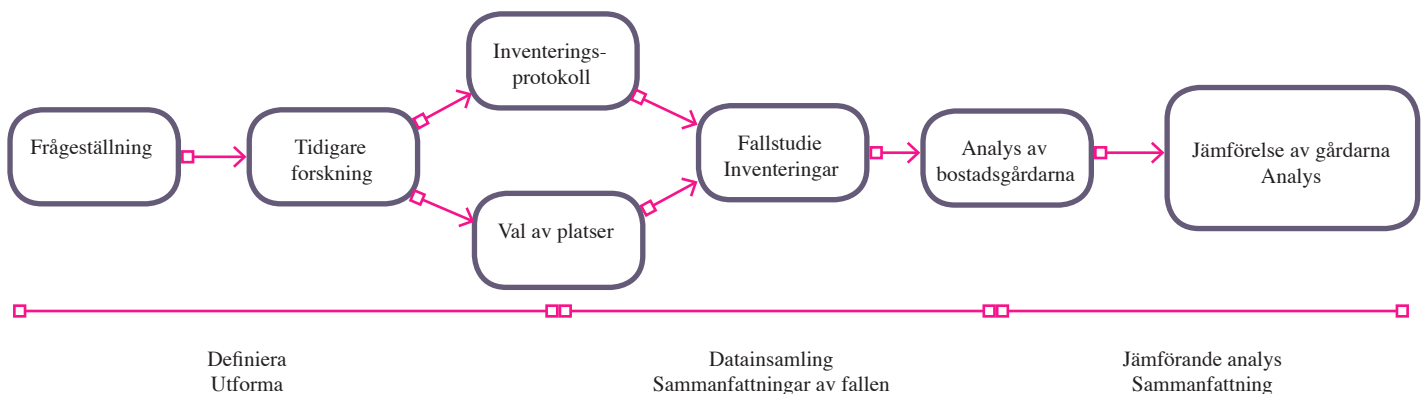 Frågeställning
Tidigare
forskning
Inventerings-
protokoll
Val av platser
Fallstudie
Inventeringar
Analys av
bostadsgårdarna
Jämförelse av gårdarna
Analys
Definiera
Utforma
Datainsamling
Sammanfattningar av fallen
Jämförande analys
Sammanfattning